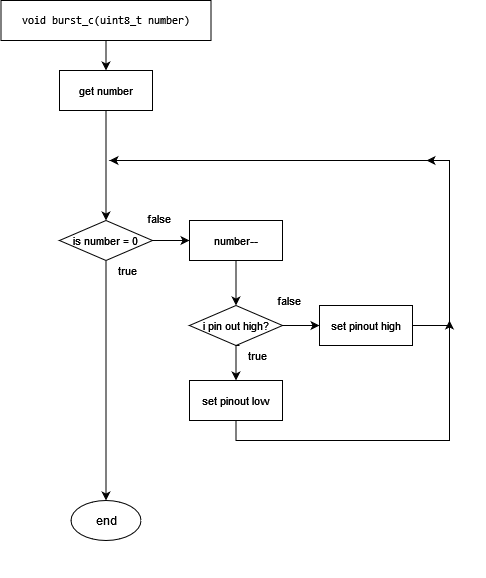 void burst_c(uint8_t number)
get number
false
is number = 0
number--
true
false
i pin out high?
set pinout high
true
set pinout low
end